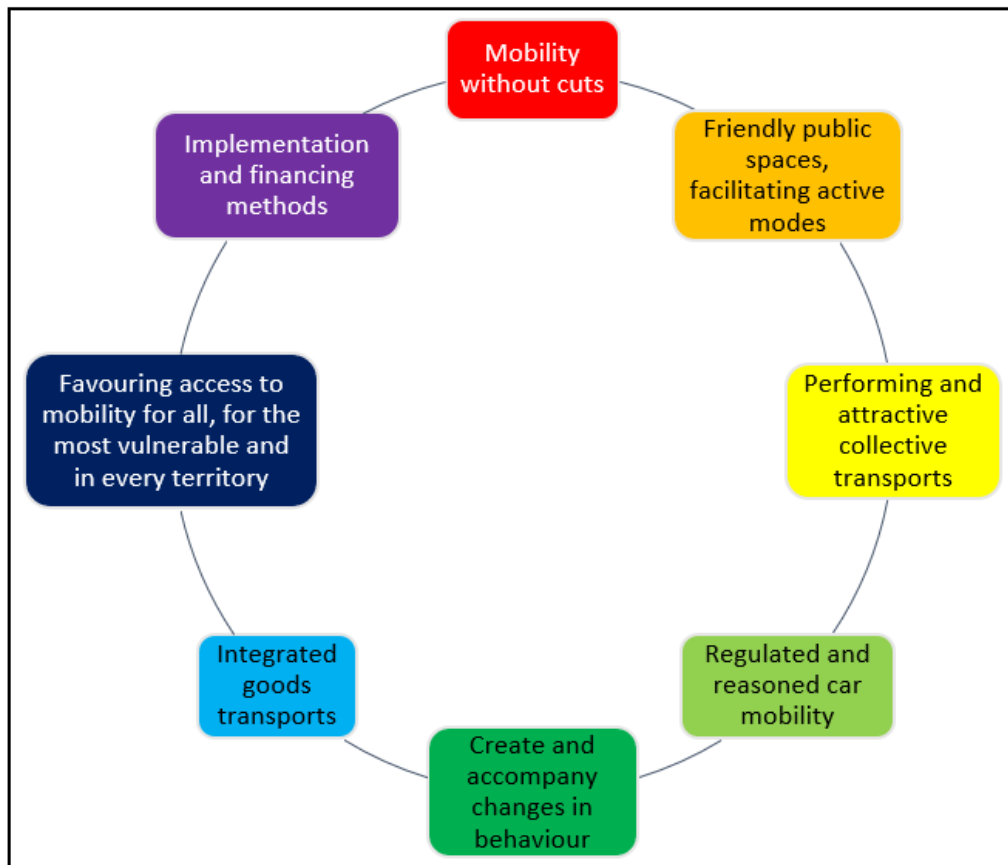 Mobility
without cuts
Friendly public
spaces,
facilitating active
modes
Performing and
attractive
collective
transports
Regulated and
reasoned car
mobility
Create and
accompany
changes in
behaviour
Integrated
goods
transports
Favouring access to
mobility for all, for the
most vulnerable and
in every territory
Implementation
and financing
methods